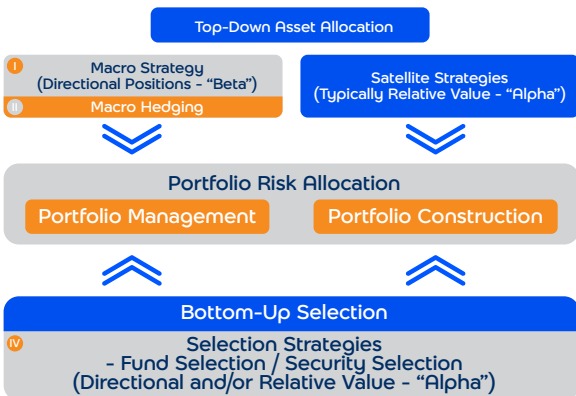 Top-Down Asset Allocation
I
Macro Strategy
(Directional Positions - “Beta”)
II
Macro Hedging
Satellite Strategies
(Typically Relative Value - “Alpha”)
Portfolio Risk Allocation
Portfolio Management
Portfolio Construction
Bottom-Up Selection
IV
Selection Strategies
- Fund Selection / Security Selection
(Directional and/or Relative Value - “Alpha”)